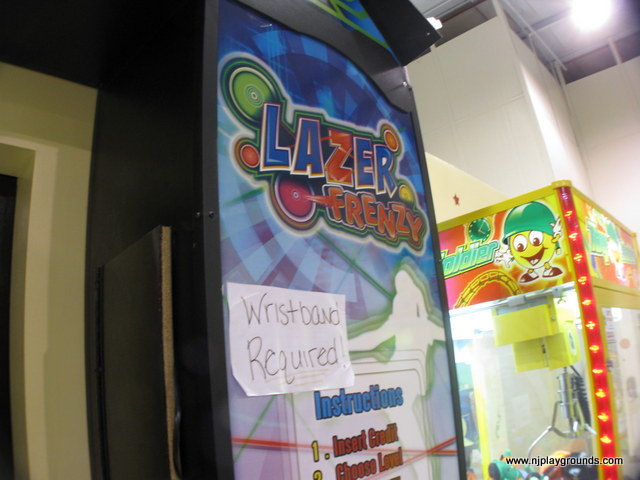 LAZER
FRENZY
Wristband
Required!
Instructions
1. Insert Credit
2. Choose Level
www.njplaygrounds.com